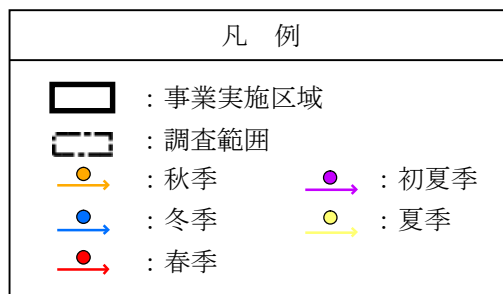 凡 例
：事業実施区域
：調査範囲
：秋季 ：初夏季
：冬季 ：夏季
：春季